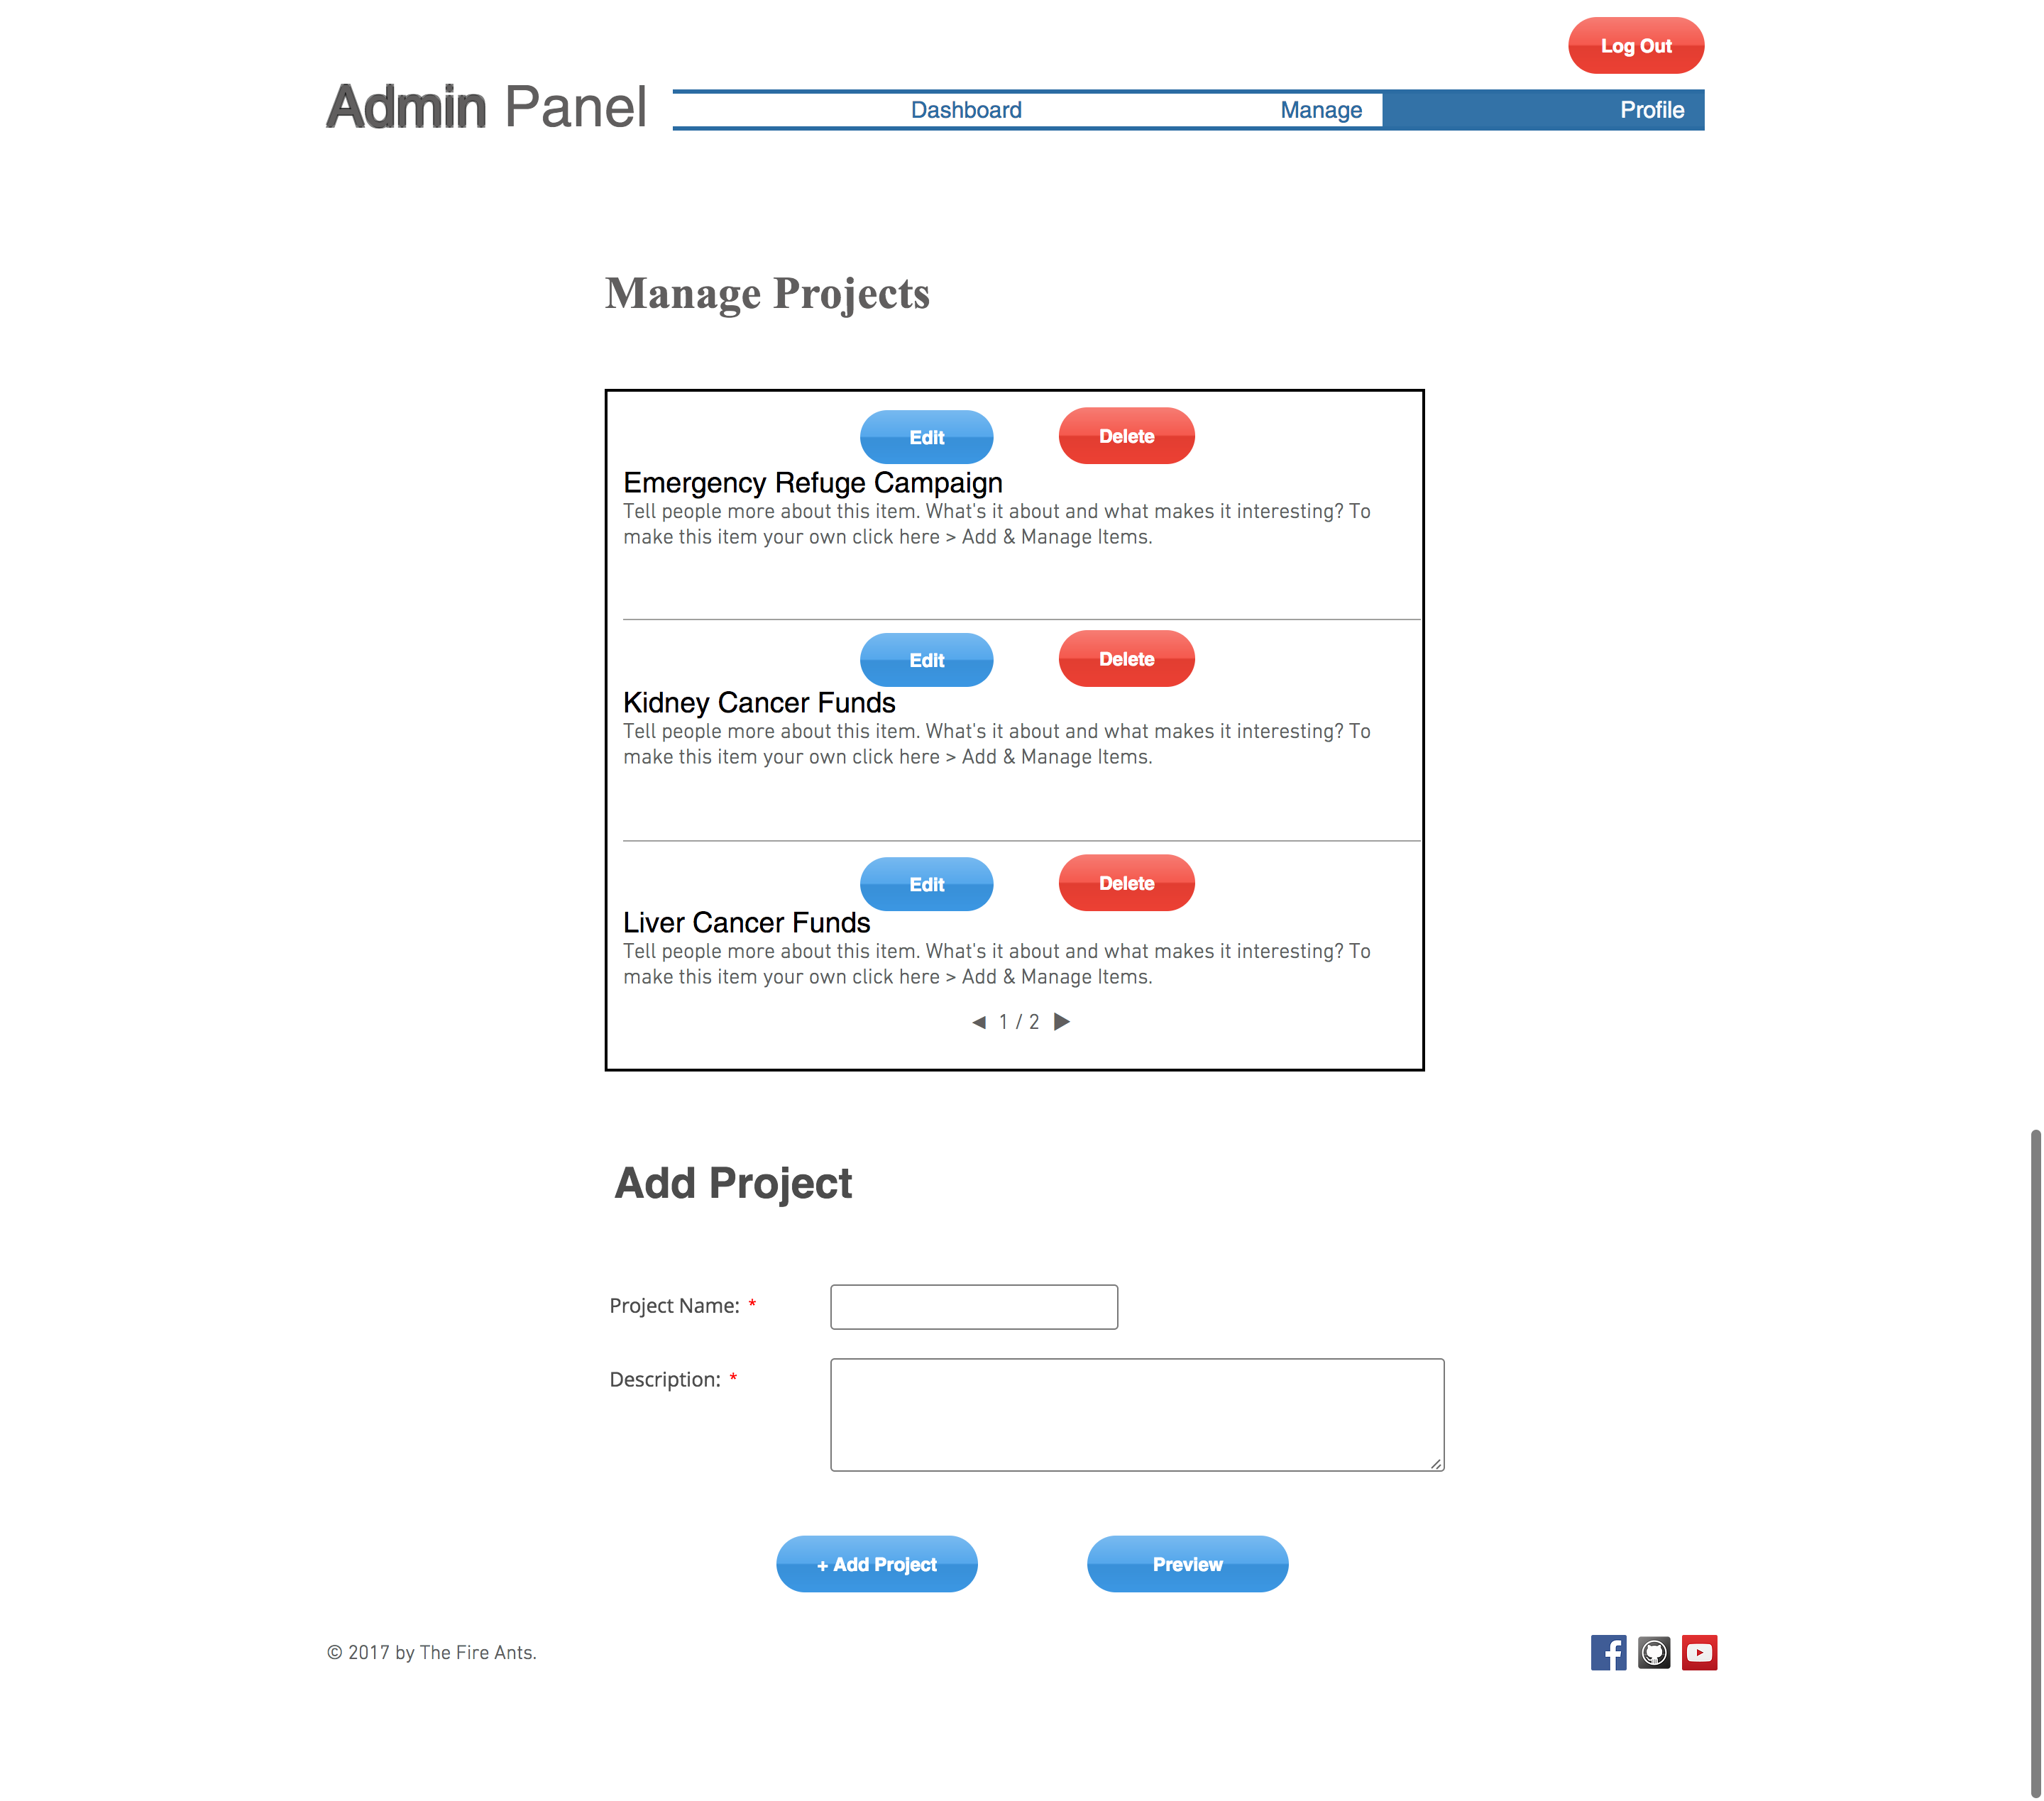 Log Out
Admin Panel
Dashboard Manage Profile
Manage Projects
Edit Delete
Emergency Refuge Campaign
Tell people more about this item. What's it about and what makes it interesting? To
make this item your own click here > Add & Manage Items.
Edit Delete
Kidney Cancer Funds
Tell people more about this item. What's it about and what makes it interesting? To
make this item your own click here > Add & Manage Items.
Edit Delete
Liver Cancer Funds
Tell people more about this item. What's it about and what makes it interesting? To
make this item your own click here > Add & Manage Items.
◀ 1 / 2 ▶
Add Project
Project Name: *
Description: *
+ Add Project Preview
© 2017 by The Fire Ants.